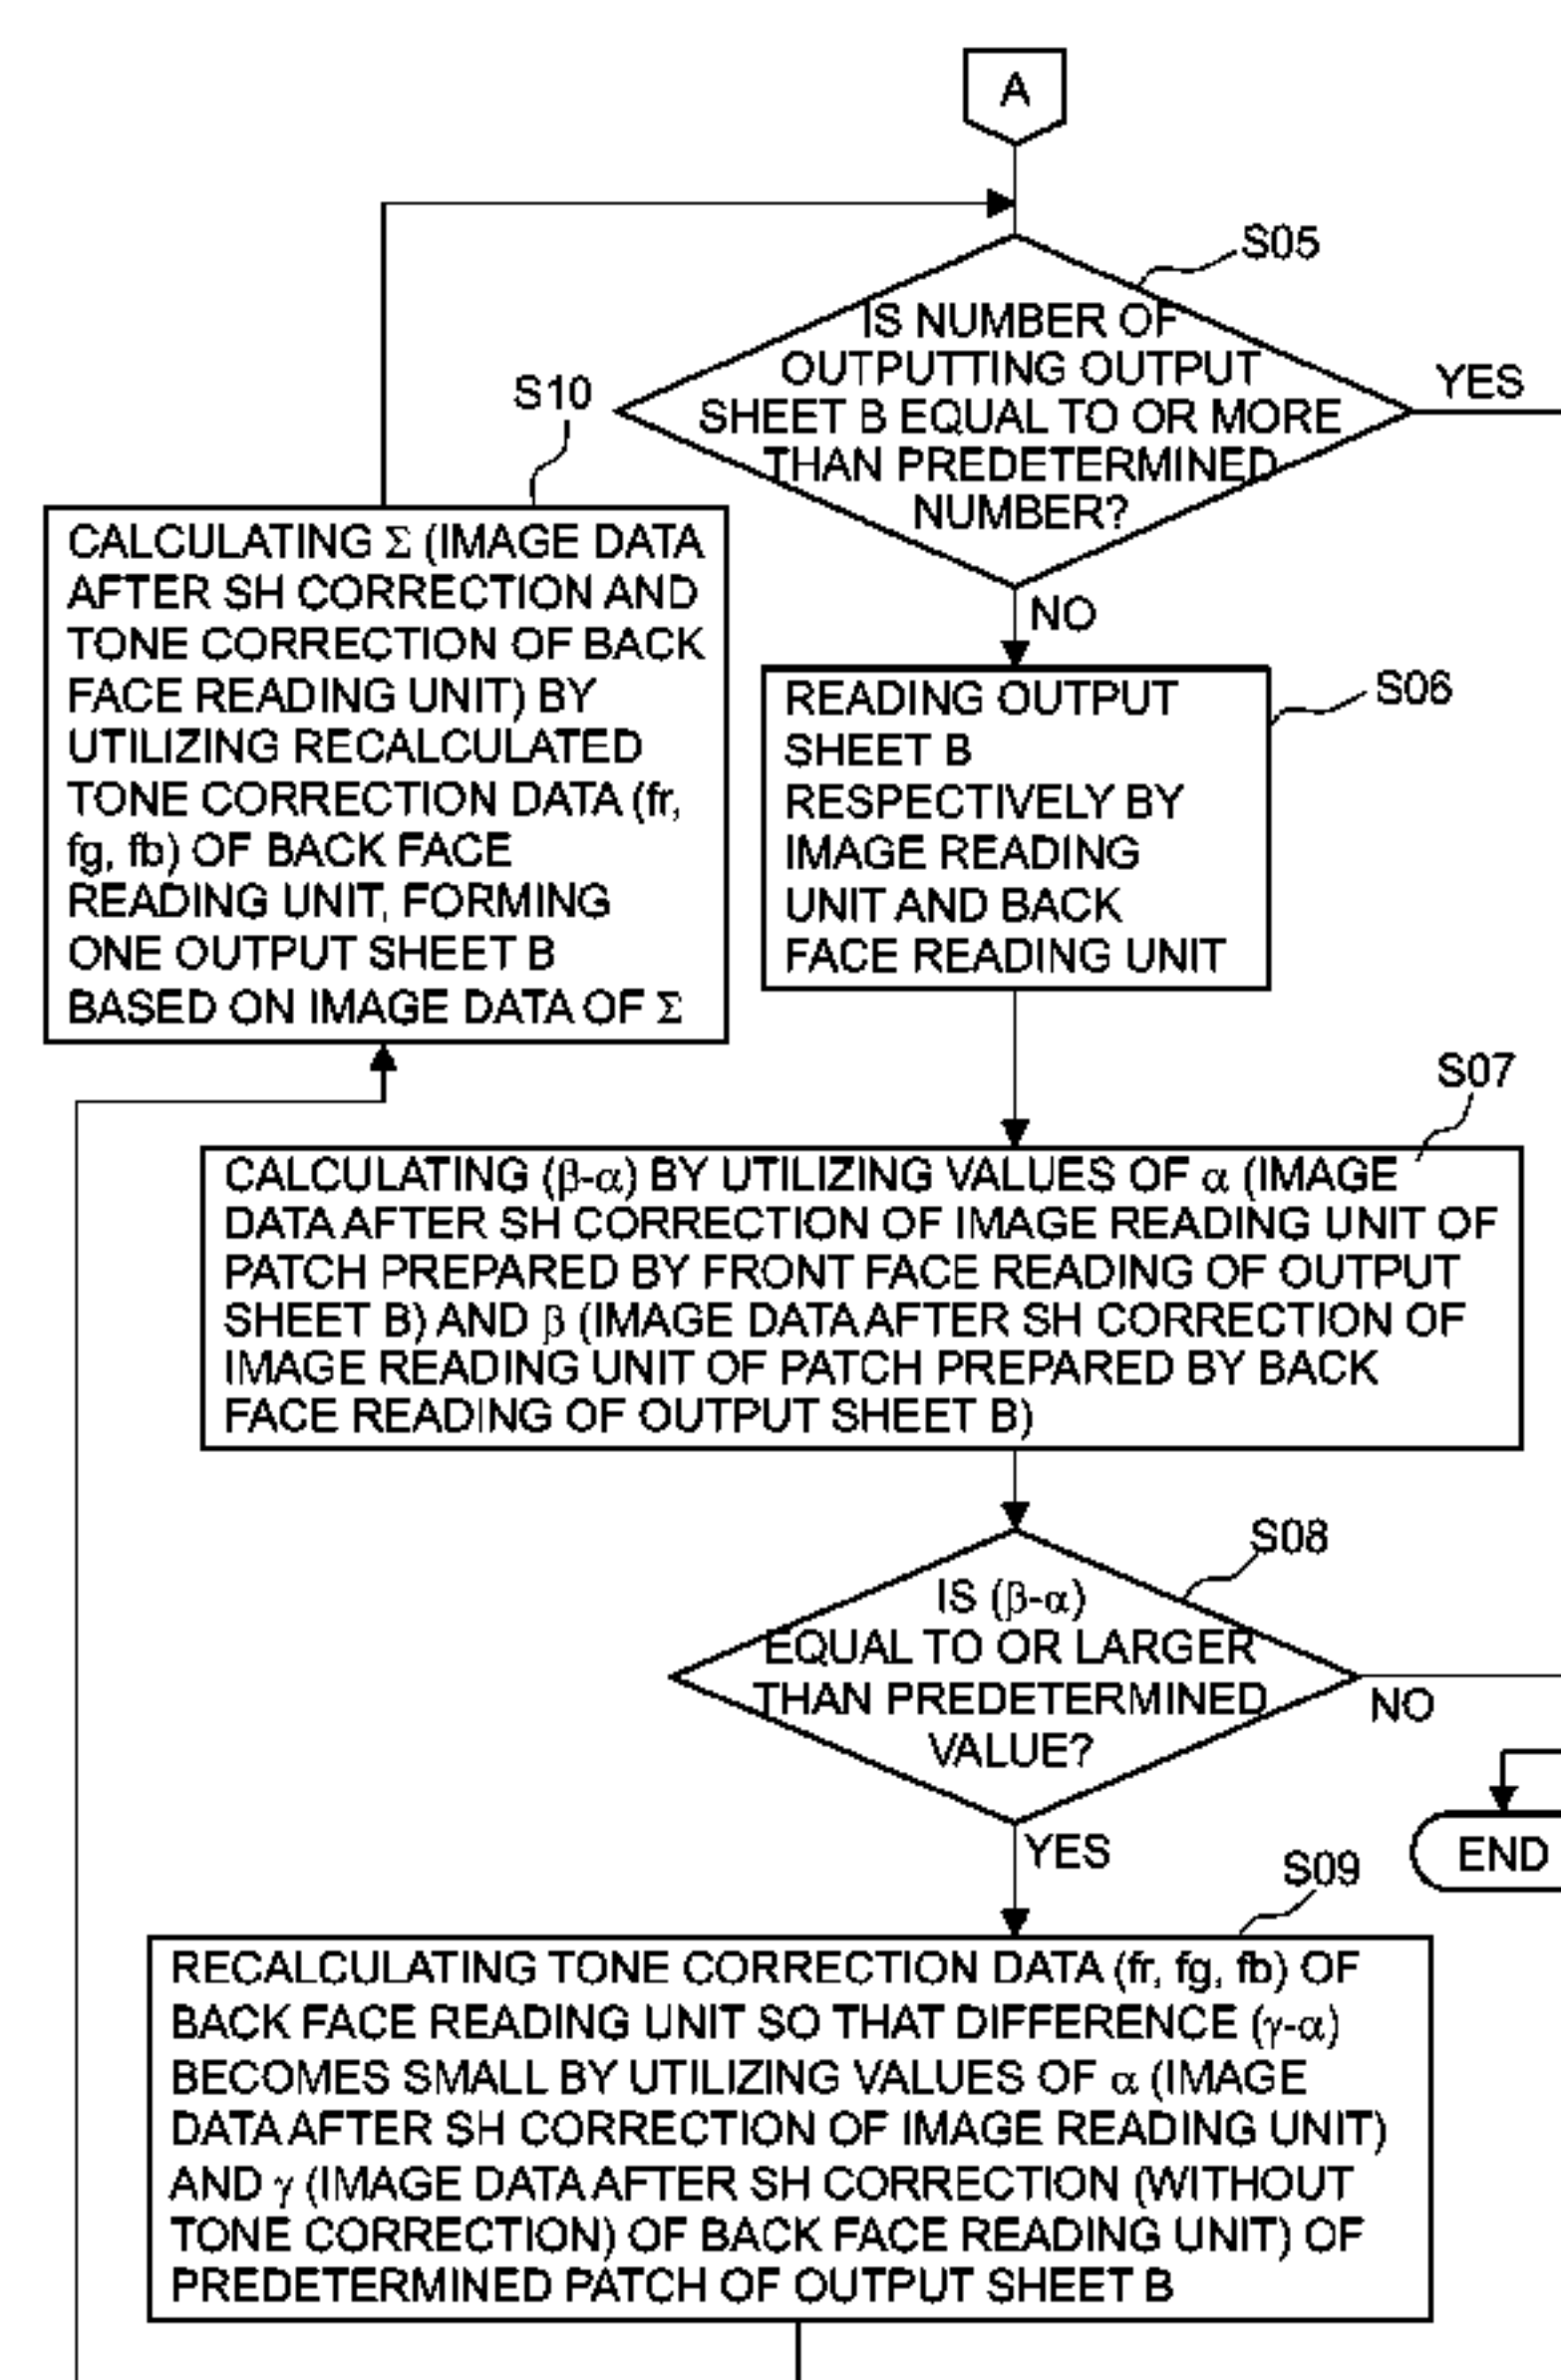 A
S05
IS NUMBER OF
OUTPUTTING OUTPUT
SHEET B EQUAL TO OR MORE
THAN PREDETERMINED
NUMBER?
YES
NO
S10
CALCULATING Σ (IMAGE DATA
AFTER SH CORRECTION AND
TONE CORRECTION OF BACK
FACE READING UNIT) BY
UTILIZING RECALCULATED
TONE CORRECTION DATA (fr,
fg, fb) OF BACK FACE
READING UNIT, FORMING
ONE OUTPUT SHEET B
BASED ON IMAGE DATA OF Σ
S06
READING OUTPUT
SHEET B
RESPECTIVELY BY
IMAGE READING
UNIT AND BACK
FACE READING UNIT
S07
CALCULATING (β-α) BY UTILIZING VALUES OF α (IMAGE
DATA AFTER SH CORRECTION OF IMAGE READING UNIT OF
PATCH PREPARED BY FRONT FACE READING OF OUTPUT
SHEET B) AND β (IMAGE DATA AFTER SH CORRECTION OF
IMAGE READING UNIT OF PATCH PREPARED BY BACK
FACE READING OF OUTPUT SHEET B)
S08
IS (β-α)
EQUAL TO OR LARGER
THAN PREDETERMINED
VALUE?
NO
YES
END
S09
RECALCULATING TONE CORRECTION DATA (fr, fg, fb) OF
BACK FACE READING UNIT SO THAT DIFFERENCE (γ-α)
BECOMES SMALL BY UTILIZING VALUES OF α (IMAGE
DATA AFTER SH CORRECTION OF IMAGE READING UNIT)
AND γ (IMAGE DATA AFTER SH CORRECTION (WITHOUT
TONE CORRECTION) OF BACK FACE READING UNIT) OF
PREDETERMINED PATCH OF OUTPUT SHEET B